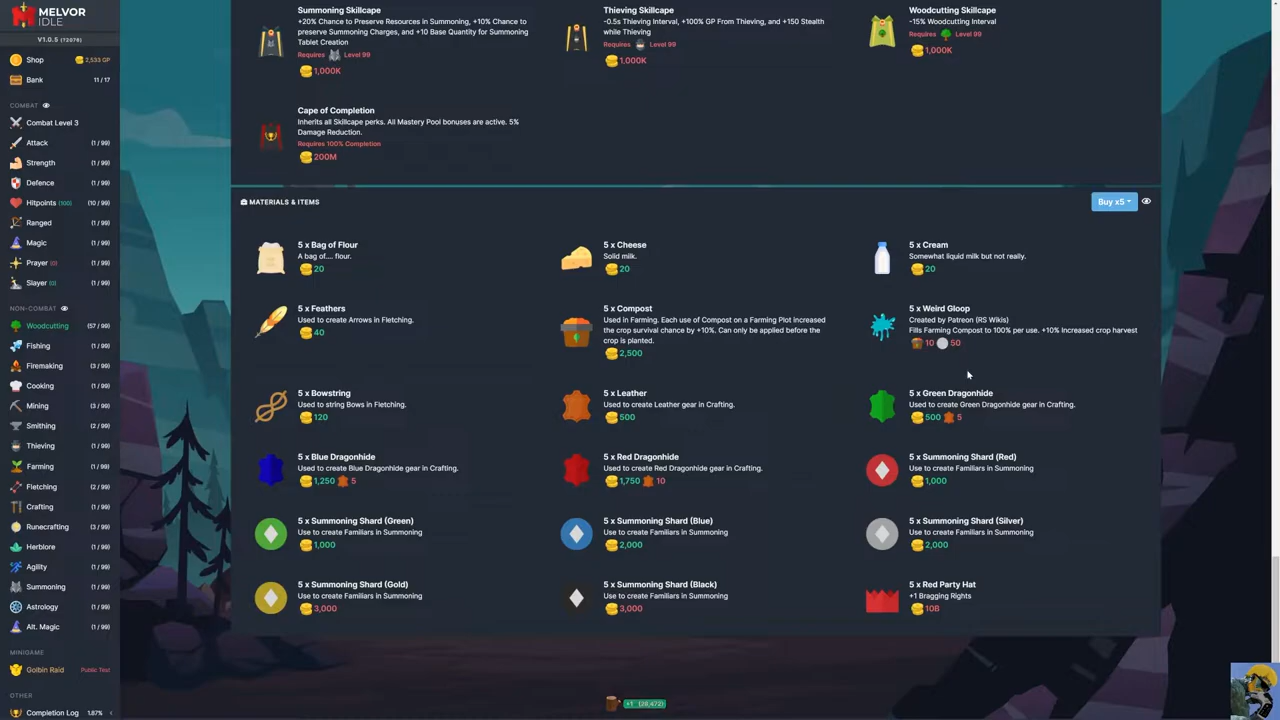 MELVOR
IDLE
V1.0.5 (?2076)
Shop 2,533 GP
Bank 11 / 17
COMBAT
Combat Level 3
Attack (1 / 99)
Strength (1 / 99)
Defence (1 / 99)
Hitpoints (100) (10 / 99)
Ranged (1 / 99)
Magic (1 / 99)
Prayer (0) (1 / 99)
Slayer (0) (1 / 99)
NON-COMBAT
Woodcutting (57 / 99)
Fishing (1 / 99)
Firemaking (3 / 99)
Cooking (1 / 99)
Mining (3 / 99)
Smithing (2 / 99)
Thieving (1 / 99)
Farming (1 / 99)
Fletching (2 / 99)
Crafting (1 / 99)
Runecrafting (3 / 99)
Herblore (1 / 99)
Agility (1 / 99)
Summoning (1 / 99)
Astrology (1 / 99)
Alt. Magic (1 / 99)
MINIGAME
Golbin Raid Public Test
OTHER
Completion Log 1.87%
Summoning Skillcape
+20% Chance to Preserve Resources in Summoning, +10% Chance to
preserve Summoning Charges, and +10 Base Quantity for Summoning
Tablet Creation
Requires Level 99
1,000K
Thieving Skillcape
-0.5s Thieving Interval, +100% GP From Thieving, and +150 Stealth
while Thieving
Requires Level 99
1,000K
Woodcutting Skillcape
-15% Woodcutting Interval
Requires Level 99
1,000K
Cape of Completion
Inherits all Skillcape perks. All Mastery Pool bonuses are active. 5%
Damage Reduction.
Requires 100% Completion
200M
MATERIALS & ITEMS
Buy x5
5 x Bag of Flour
A bag of.... flour.
20
5 x Cheese
Solid milk.
20
5 x Cream
Somewhat liquid milk but not really.
20
5 x Feathers
Used to create Arrows in Fletching.
40
5 x Compost
Used in Farming. Each use of Compost on a Farming Plot increased
the crop survival chance by +10%. Can only be applied before the
crop is planted.
2,500
5 x Weird Gloop
Created by Patreon (RS Wikis)
Fills Farming Compost to 100% per use. +10% increased crop harvest
10 50
5 x Bowstring
Used to string Bows in Fletching.
120
5 x Leather
Used to create Leather gear in Crafting.
500
5 x Green Dragonhide
Used to create Green Dragonhide gear in Crafting.
500 5
5 x Blue Dragonhide
Used to create Blue Dragonhide gear in Crafting.
1,250 5
5 x Red Dragonhide
Used to create Red Dragonhide gear in Crafting.
1,750 10
5 x Summoning Shard (Red)
Use to create Familiars in Summoning
1,000
5 x Summoning Shard (Green)
Use to create Familiars in Summoning
1,000
5 x Summoning Shard (Blue)
Use to create Familiars in Summoning
2,000
5 x Summoning Shard (Silver)
Use to create Familiars in Summoning
2,000
5 x Summoning Shard (Gold)
Use to create Familiars in Summoning
3,000
5 x Summoning Shard (Black)
Use to create Familiars in Summoning
3,000
5 x Red Party Hat
+1 Bragging Rights
10B
+1 (28,472)